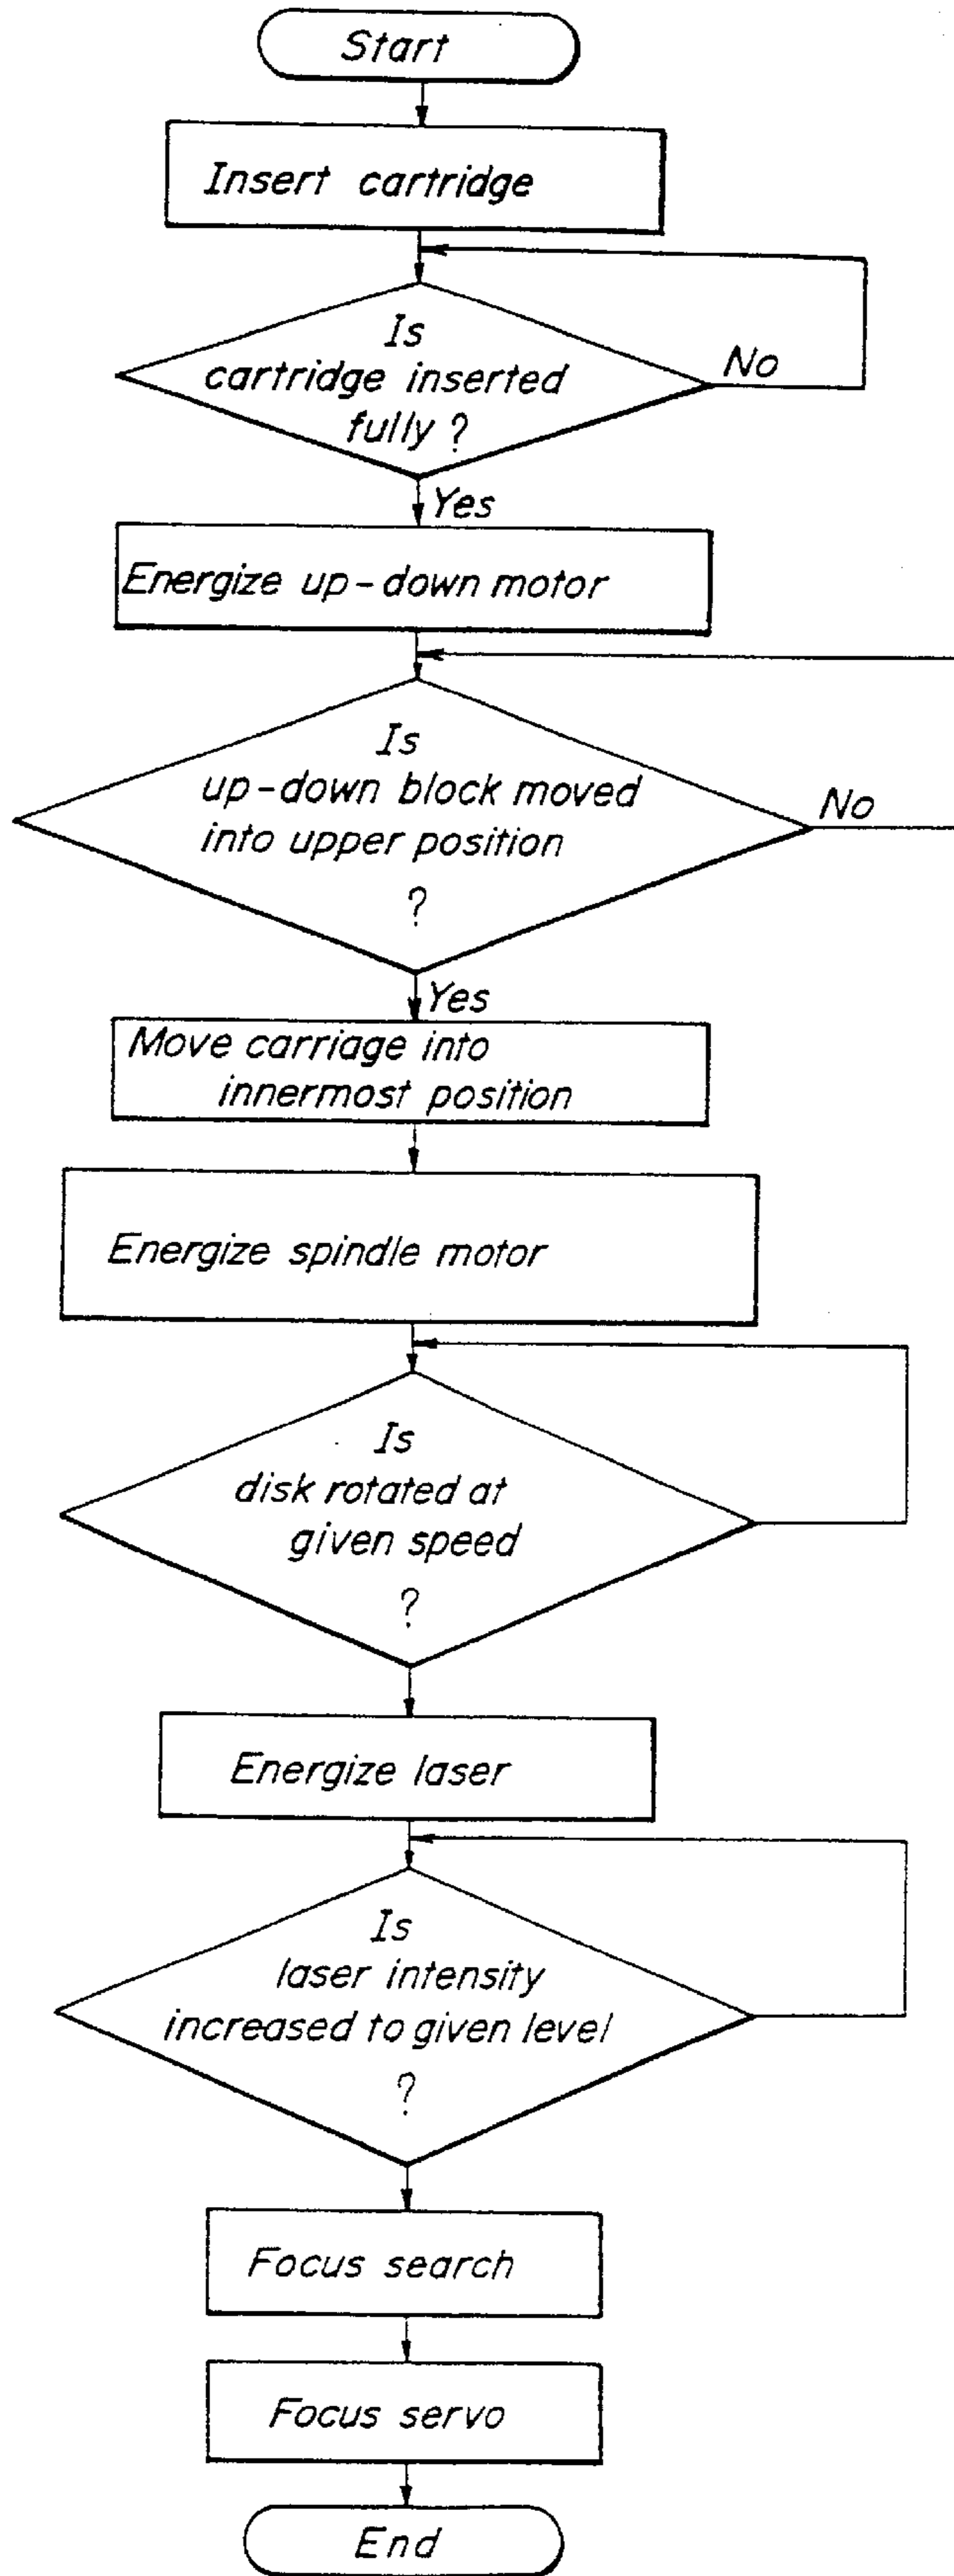 Start
Insert cartridge
Is
cartridge inserted
fully ?
No
Yes
Energize up-down motor
Is
up-down block moved
into upper position
?
No
Yes
Move carriage into
innermost position
Energize spindle motor
Is
disk rotated at
given speed
?
Energize laser
Is
laser intensity
increased to given level
?
Focus search
Focus servo
End